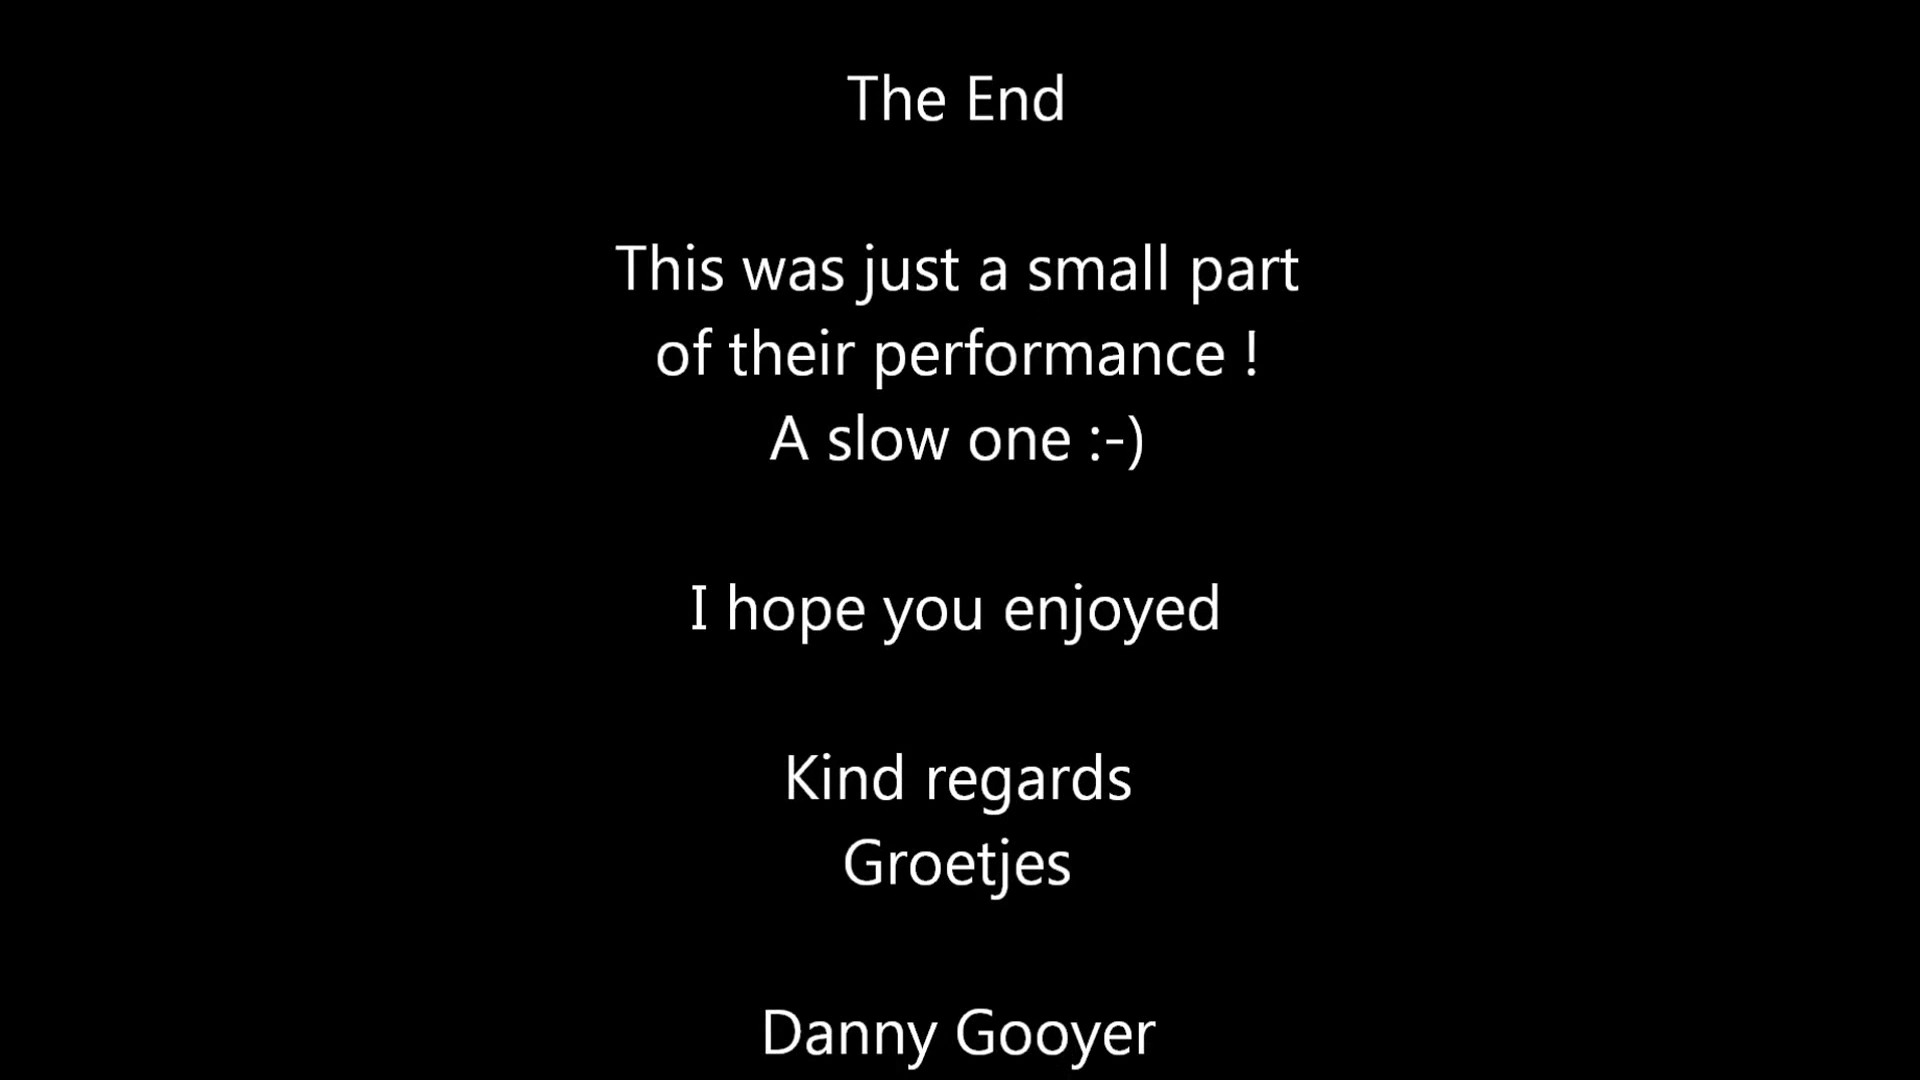 The End
This was just a small part
of their performance !
A slow one :-)
I hope you enjoyed
Kind regards
Groetjes
Danny Gooyer